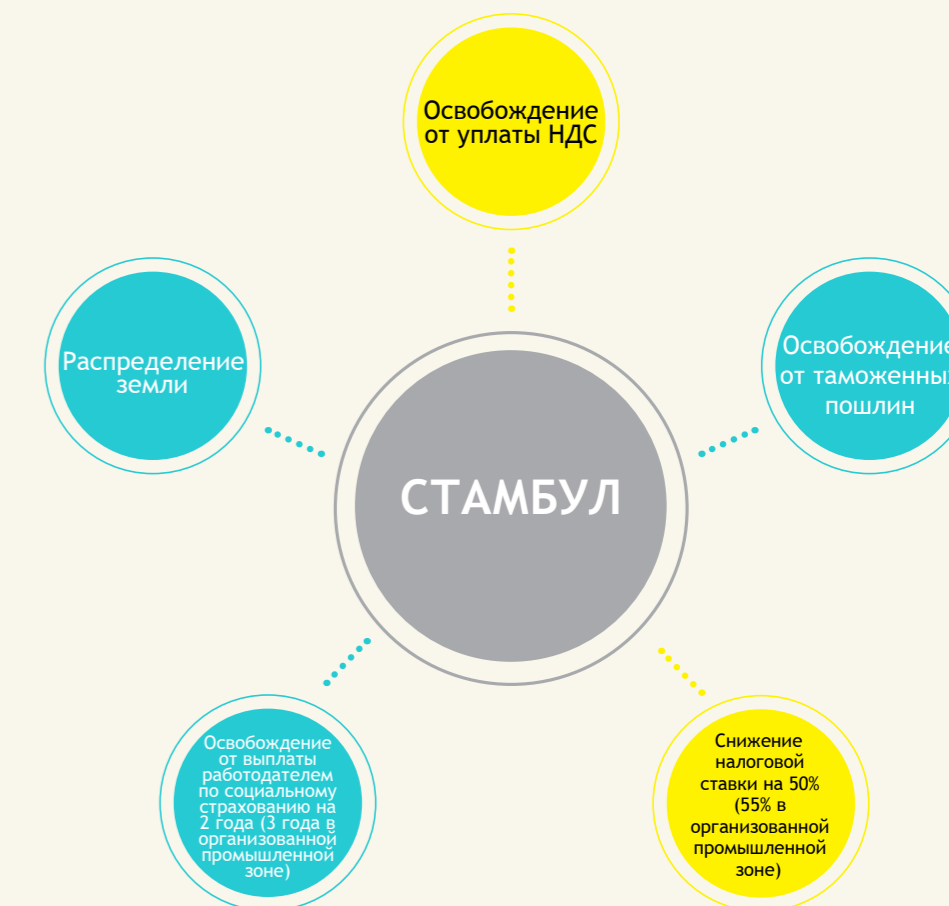 Освобождение
от уплаты НДС
Распределение
земли
Освобождение
от таможенных
пошлин
СТАМБУЛ
Освобождение
от выплаты
работодателем
по социальному
страхованию на
2 года (3 года в
организованной
промышленной
зоне)
Снижение
налоговой
ставки на 50%
(55% в
организованной
промышленной
зоне)